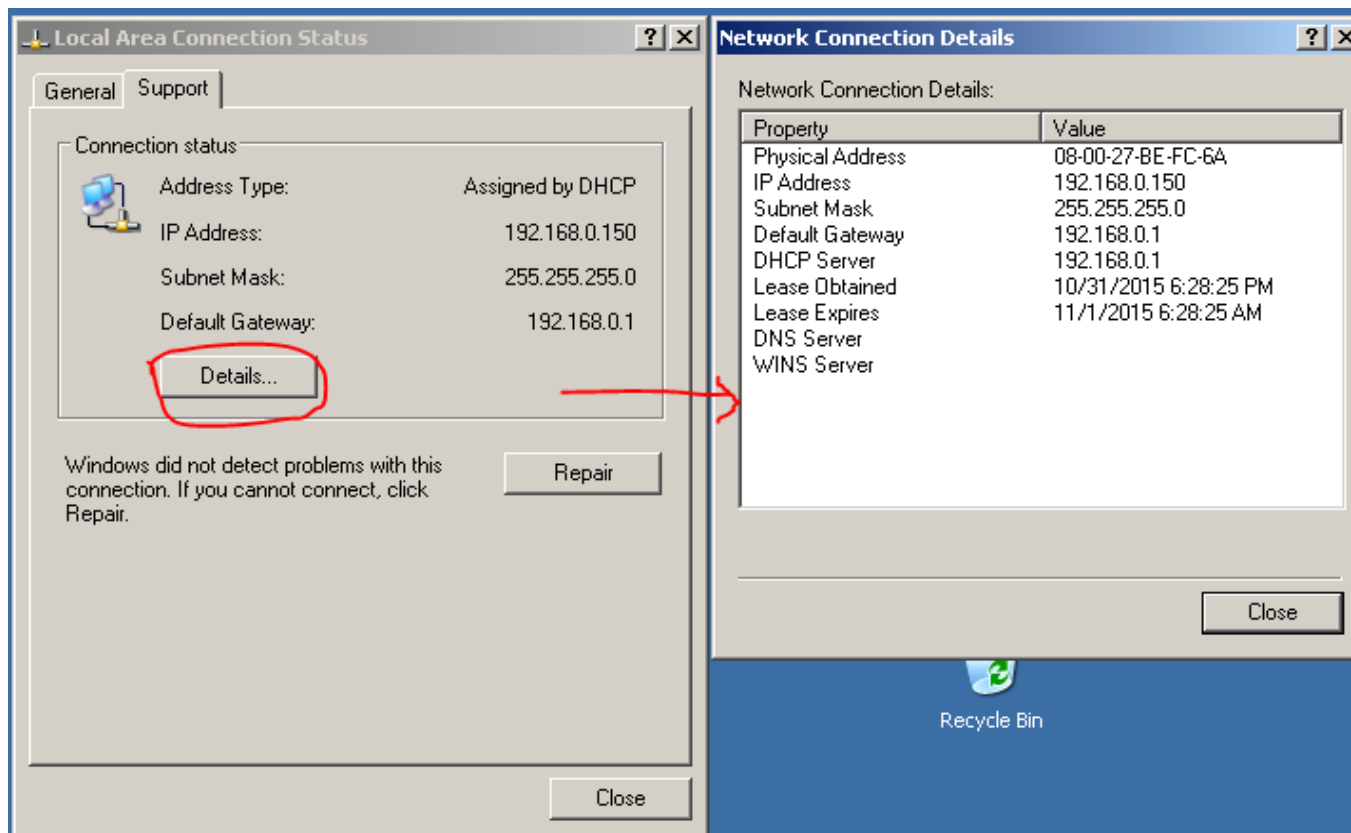 Local Area Connection Status
General Support
Connection status
Address Type: Assigned by DHCP
IP Address: 192.168.0.150
Subnet Mask: 255.255.255.0
Default Gateway: 192.168.0.1
Details...
Windows did not detect problems with this
connection. If you cannot connect, click
Repair.
Repair
Close
Network Connection Details
Network Connection Details:
Property Value
Physical Address 08-00-27-BE-FC-6A
IP Address 192.168.0.150
Subnet Mask 255.255.255.0
Default Gateway 192.168.0.1
DHCP Server 192.168.0.1
Lease Obtained 10/31/2015 6:28:25 PM
Lease Expires 11/1/2015 6:28:25 AM
DNS Server
WINS Server
Close
Recycle Bin